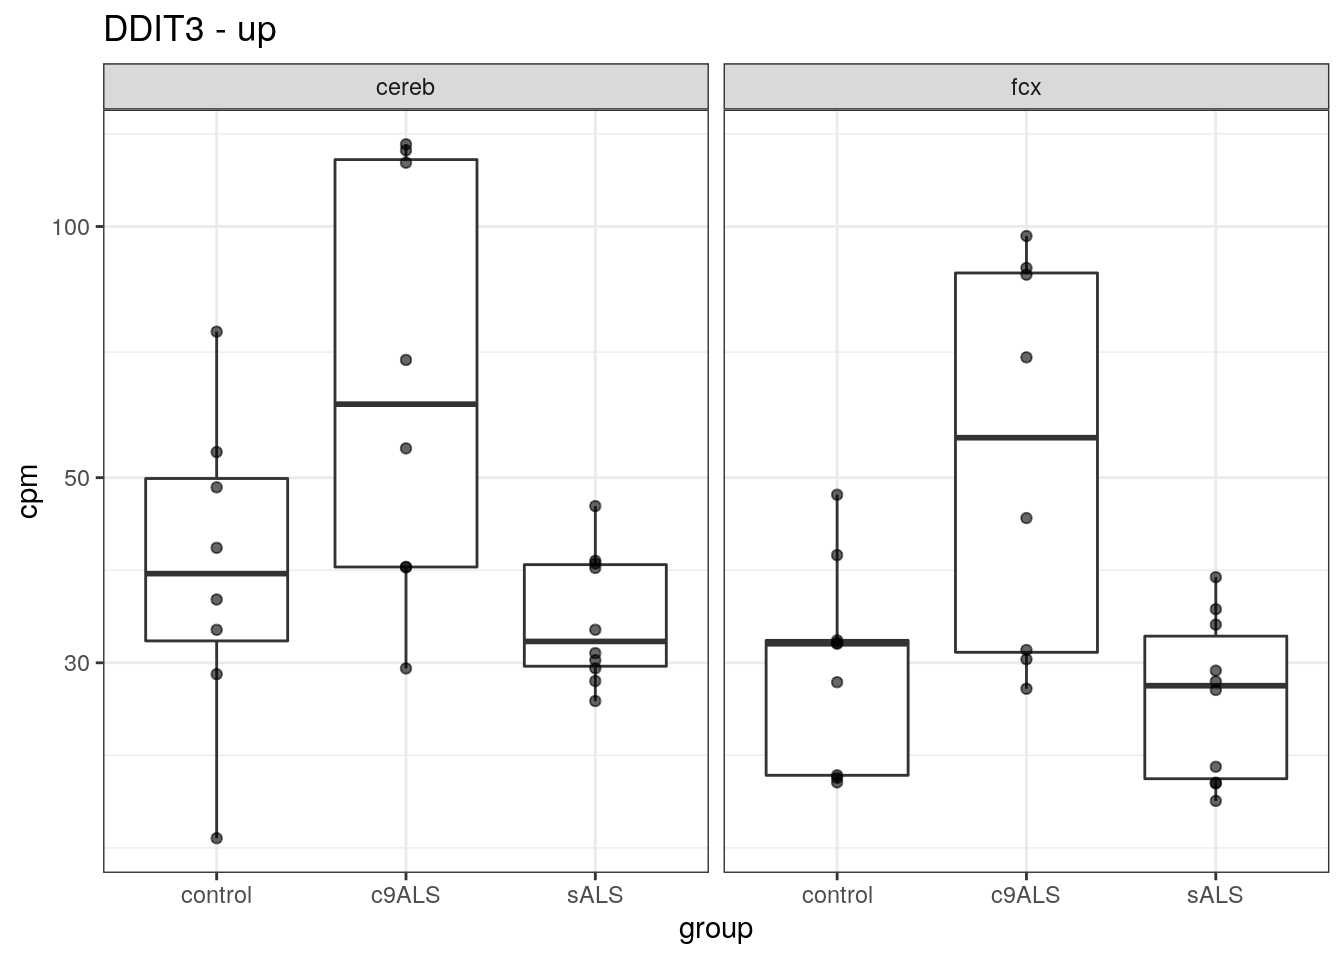 DDIT3 - up
cereb
fcx
cpm
100
50
30
control
c9ALS
sALS
control
c9ALS
sALS
group